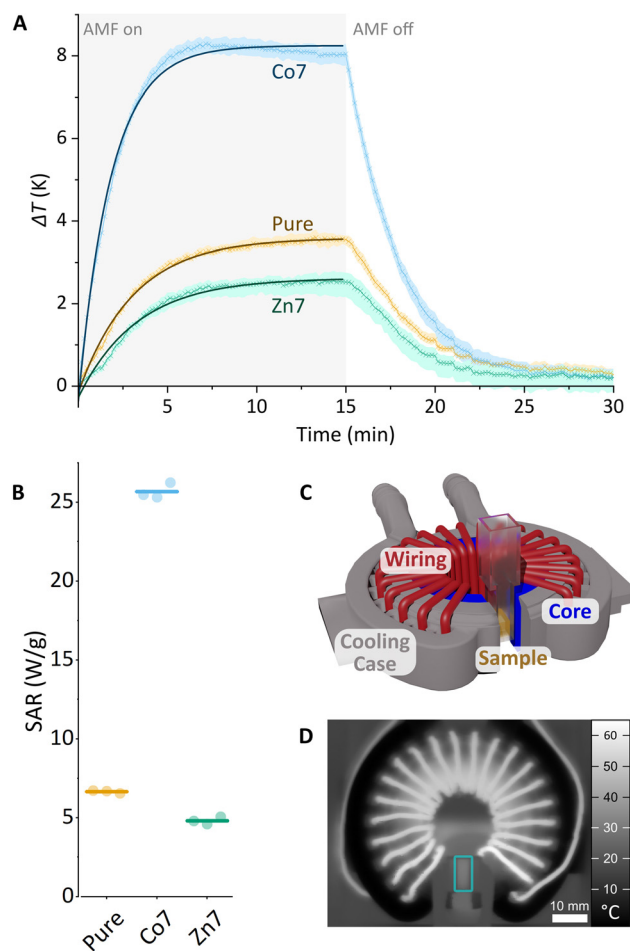 A
AMF on
AMF off
Co7
Pure
Zn7
ΔT (K)
8
6
4
2
0
5
10
15
20
25
30
Time (min)
B
SAR (W/g)
25
20
15
10
5
0
Pure
Co7
Zn7
C
Wiring
Core
Cooling
Case
Sample
D
60
50
40
30
20
10
°C
10 mm